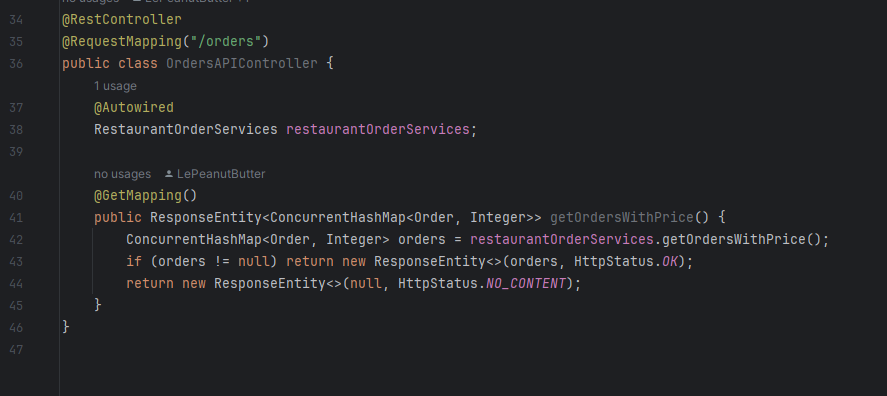 34 @RestController
35 @RequestMapping("/orders")
36 public class OrdersAPIController {
1 usage
37 @Autowired
38 RestaurantOrderServices restaurantOrderServices;
39
no usages LePeanutButter
40 @GetMapping()
41 public ResponseEntity<ConcurrentHashMap<Order, Integer>> getOrdersWithPrice() {
42 ConcurrentHashMap<Order, Integer> orders = restaurantOrderServices.getOrdersWithPrice();
43 if (orders != null) return new ResponseEntity<>(orders, HttpStatus.OK);
44 return new ResponseEntity<>(null, HttpStatus.NO_CONTENT);
45 }
46 }
47